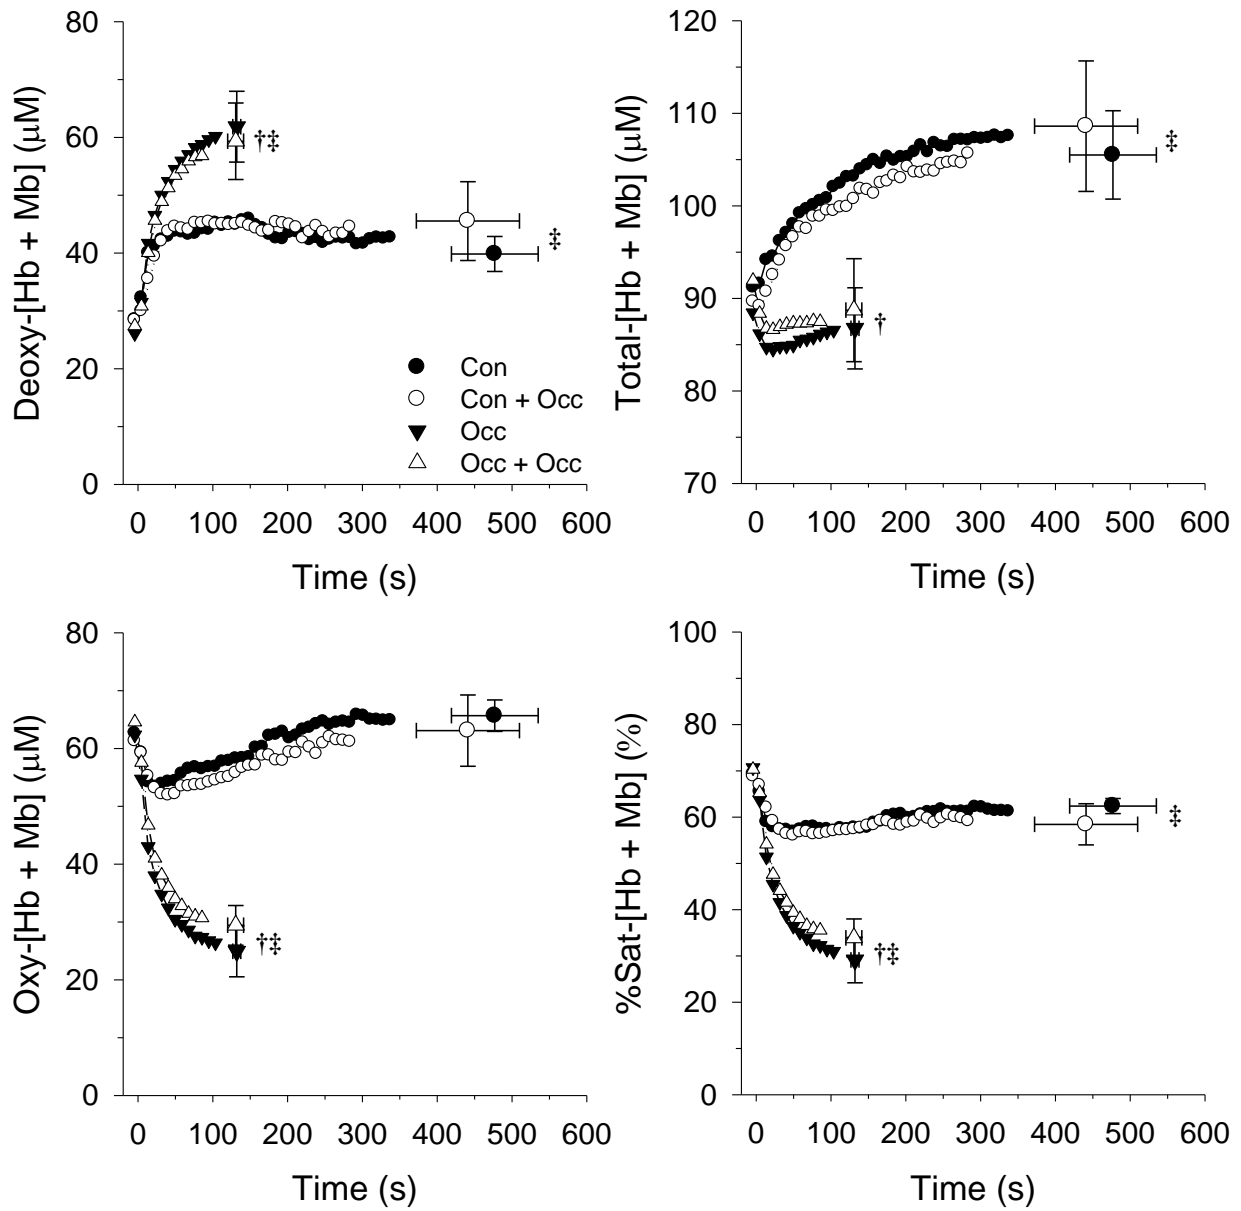 Deoxy-[Hb + Mb] (μM)
80
60
40
20
0
†‡
‡
Con
Con + Occ
Occ
Occ + Occ
0 100 200 300 400 500 600
Time (s)
Total-[Hb + Mb] (μM)
120
110
100
90
80
70
‡
†
0 100 200 300 400 500 600
Time (s)
Oxy-[Hb + Mb] (μM)
80
60
40
20
0
†‡
0 100 200 300 400 500 600
Time (s)
%Sat-[Hb + Mb] (%)
100
80
60
40
20
0
‡
†‡
0 100 200 300 400 500 600
Time (s)